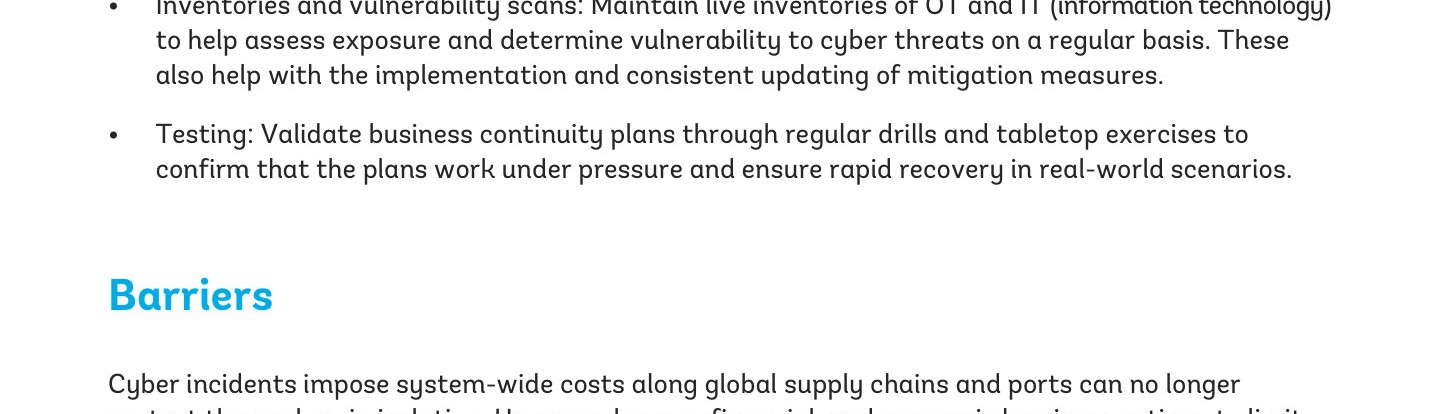 • Inventories and vulnerability scans: Maintain live inventories of OT and IT (information technology)
to help assess exposure and determine vulnerability to cyber threats on a regular basis. These
also help with the implementation and consistent updating of mitigation measures.
• Testing: Validate business continuity plans through regular drills and tabletop exercises to
confirm that the plans work under pressure and ensure rapid recovery in real-world scenarios.
Barriers
Cyber incidents impose system-wide costs along global supply chains and ports can no longer